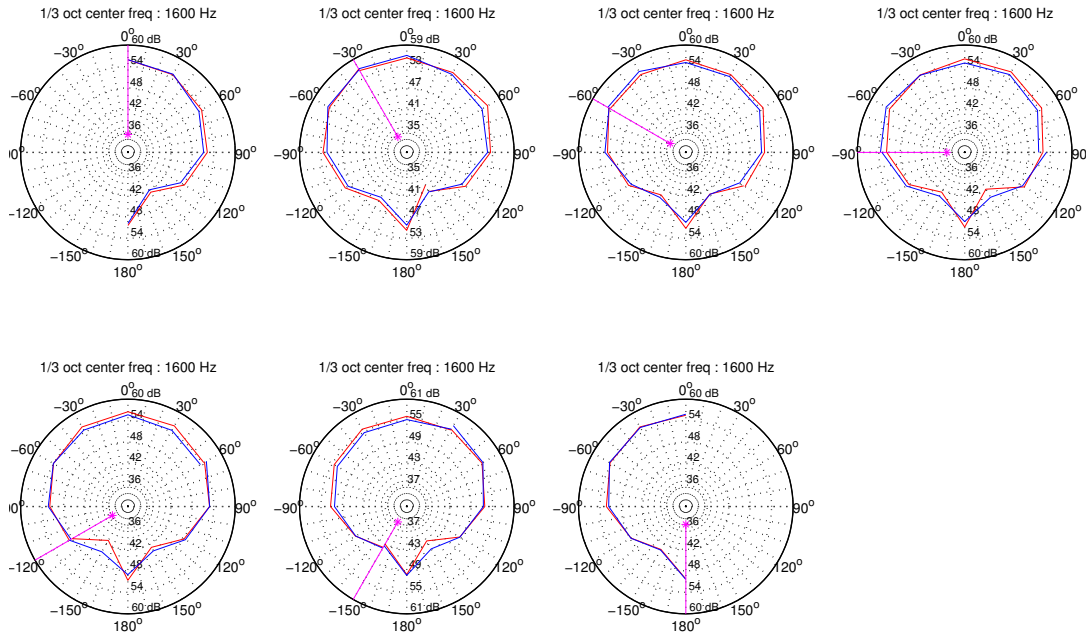 1/3 oct center freq : 1600 Hz 1/3 oct center freq : 1600 Hz 1/3 oct center freq : 1600 Hz 1/3 oct center freq : 1600 Hz
0° 60 dB 0° 59 dB 0° 60 dB 0° 60 dB
−30° 30° −30° 30° −30° 30° −30° 30°
54 53 54 54
48 47 48 48
−60° 60° −60° 60° −60° 60° −60° 60°
42 41 42 42
36 35 36 36
0° 90° −90° 90° −90° 90° −90° 90°
36 35 36 36
42 41 42 42
−120° 120° −120° 120° −120° 120° −120° 120°
48 47 48 48
54 53 54 54
60 dB 59 dB 60 dB 60 dB
−150° 150° −150° 150° −150° 150° −150° 150°
180° 180° 180° 180°
1/3 oct center freq : 1600 Hz 1/3 oct center freq : 1600 Hz 1/3 oct center freq : 1600 Hz
0° 60 dB 0° 61 dB 0° 60 dB
−30° 30° −30° 30° −30° 30°
54 55 54
48 49 48
−60° 60° −60° 60° −60° 60°
42 43 42
36 37 36
90° −90° 90° −90° 90°
36 37 36
42 43 42
−120° 120° −120° 120° −120° 120°
48 49 48
54 55 54
60 dB 61 dB 60 dB
−150° 150° −150° 150° −150° 150°
180° 180° 180°